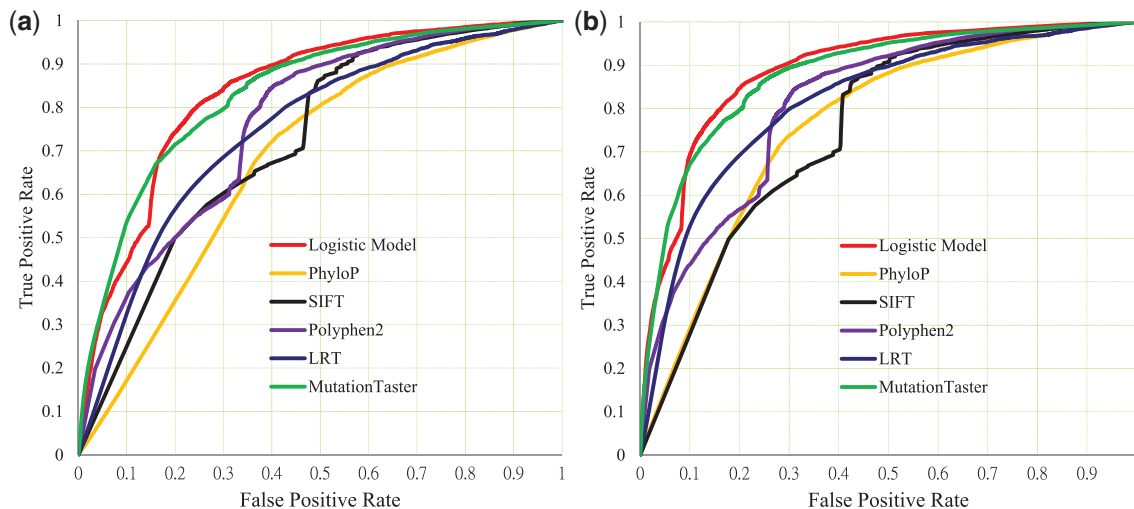 (a)
True Positive Rate
1
0.9
0.8
0.7
0.6
0.5
0.4
0.3
0.2
0.1
0
Logistic Model
PhyloP
SIFT
Polyphen2
LRT
MutationTaster
0 0.1 0.2 0.3 0.4 0.5 0.6 0.7 0.8 0.9 1
False Positive Rate
(b)
True Positive Rate
1
0.9
0.8
0.7
0.6
0.5
0.4
0.3
0.2
0.1
0
Logistic Model
PhyloP
SIFT
Polyphen2
LRT
MutationTaster
0 0.1 0.2 0.3 0.4 0.5 0.6 0.7 0.8 0.9
False Positive Rate